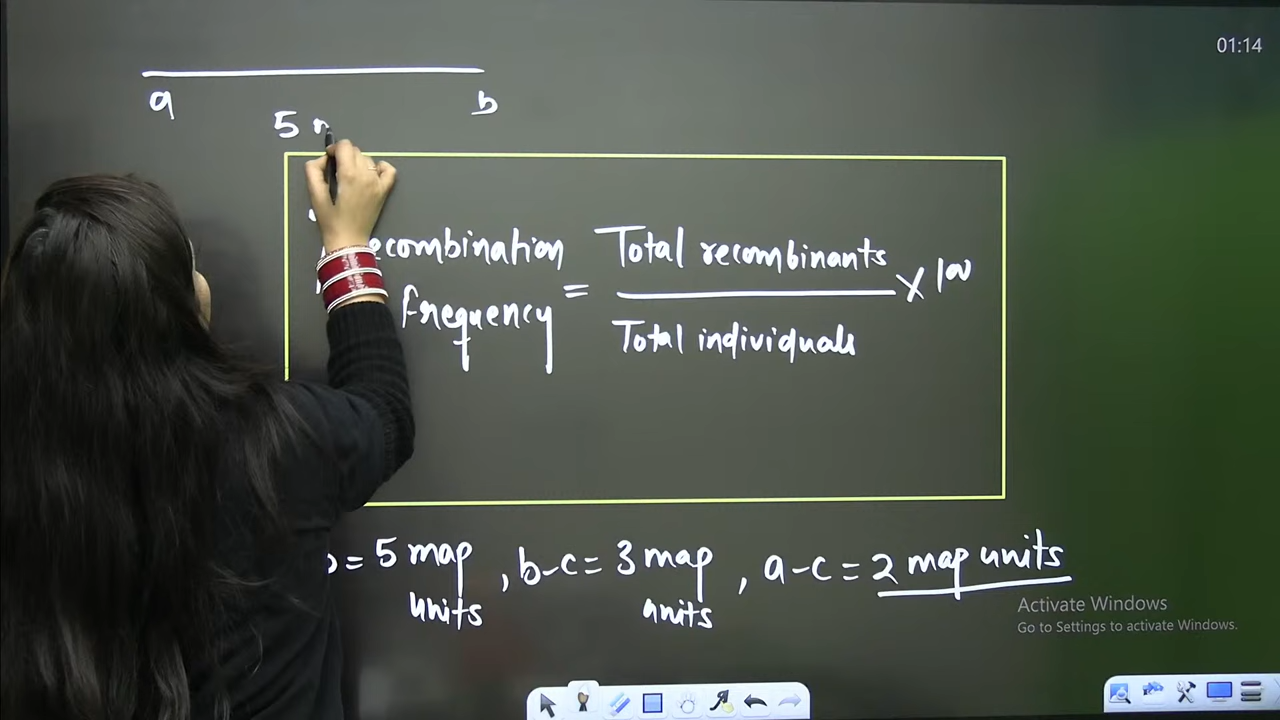 01:14
a b
5
ecombination frequency = Total recombinants / Total individuals × 100
= 5 map units, b-c = 3 map units, a-c = 2 map units
Activate Windows
Go to Settings to activate Windows.